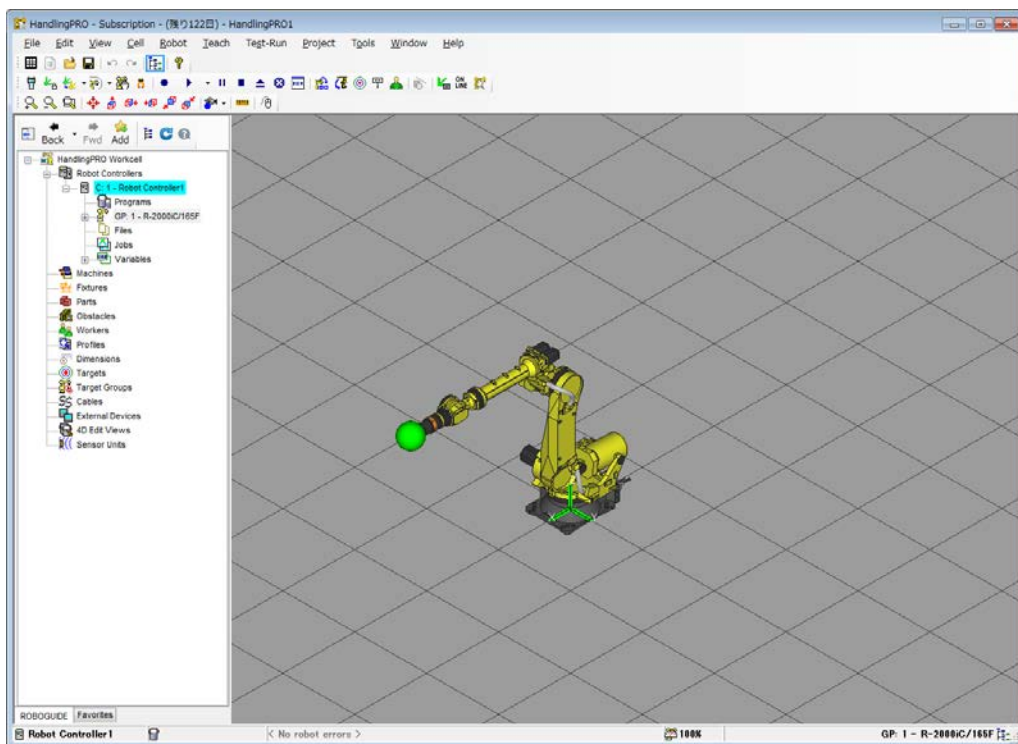 HandlingPRO - Subscription - (残り122日) - HandlingPRO1
File Edit View Cell Robot Teach Test-Run Project Tools Window Help
ON LINE
Back Fwd Add
HandlingPRO Workcell
Robot Controllers
C: 1 - Robot Controller1
Programs
GP: 1 - R-2000iC/165F
Files
Jobs
Variables
Machines
Fixtures
Parts
Obstacles
Workers
Profiles
Dimensions
Targets
Target Groups
Cables
External Devices
4D Edit Views
Sensor Units
ROBOGUIDE Favorites
Robot Controller1 < No robot errors > 100% GP: 1 - R-2000iC/165F